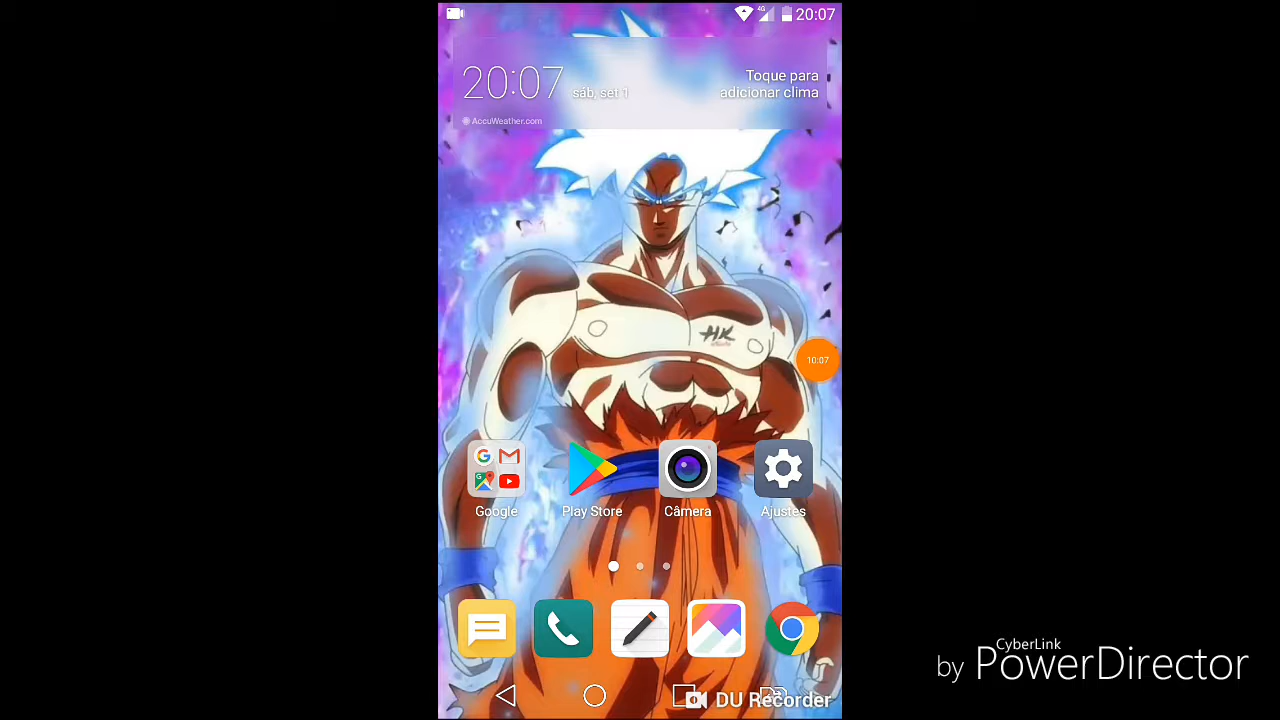 20:07
20:07
sáb, set 1
Toque para
adicionar clima
AccuWeather.com
HK
10:07
Google
Play Store
Câmera
Ajustes
DU Recorder
CyberLink
by PowerDirector